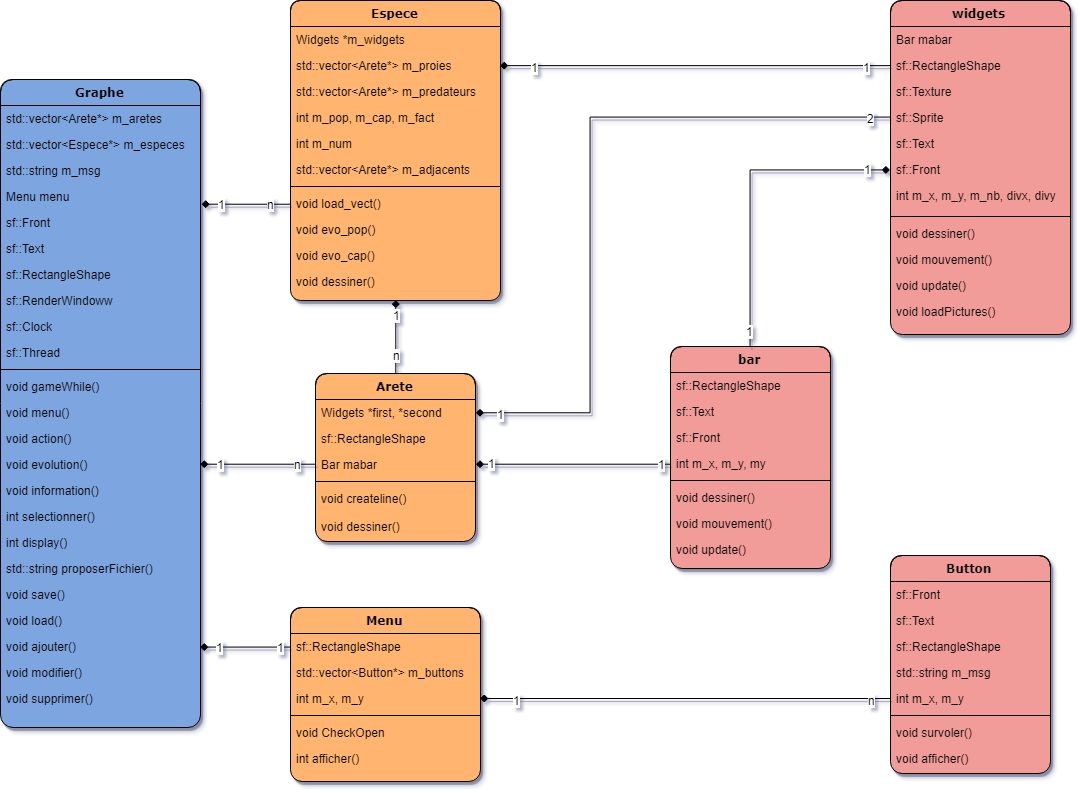 Graphe
std::vector<Arete*> m_aretes
std::vector<Espece*> m_especes
std::string m_msg
Menu menu
sf::Front
sf::Text
sf::RectangleShape
sf::RenderWindoww
sf::Clock
sf::Thread
void gameWhile()
void menu()
void action()
void evolution()
void information()
int selectionner()
int display()
std::string proposerFichier()
void save()
void load()
void ajouter()
void modifier()
void supprimer()
1
n
1
n
1
1
Espece
Widgets *m_widgets
std::vector<Arete*> m_proies
std::vector<Arete*> m_predateurs
int m_pop, m_cap, m_fact
int m_num
std::vector<Arete*> m_adjacents
void load_vect()
void evo_pop()
void evo_cap()
void dessiner()
1
n
1
1
Arete
Widgets *first, *second
sf::RectangleShape
Bar mabar
void createline()
void dessiner()
1
2
1
1
Menu
sf::RectangleShape
std::vector<Button*> m_buttons
int m_x, m_y
void CheckOpen
int afficher()
1
n
widgets
Bar mabar
sf::RectangleShape
sf::Texture
sf::Sprite
sf::Text
sf::Front
int m_x, m_y, m_nb, divx, divy
void dessiner()
void mouvement()
void update()
void loadPictures()
1
1
bar
sf::RectangleShape
sf::Text
sf::Front
int m_x, m_y, my
void dessiner()
void mouvement()
void update()
Button
sf::Front
sf::Text
sf::RectangleShape
std::string m_msg
int m_x, m_y
void survoler()
void afficher()